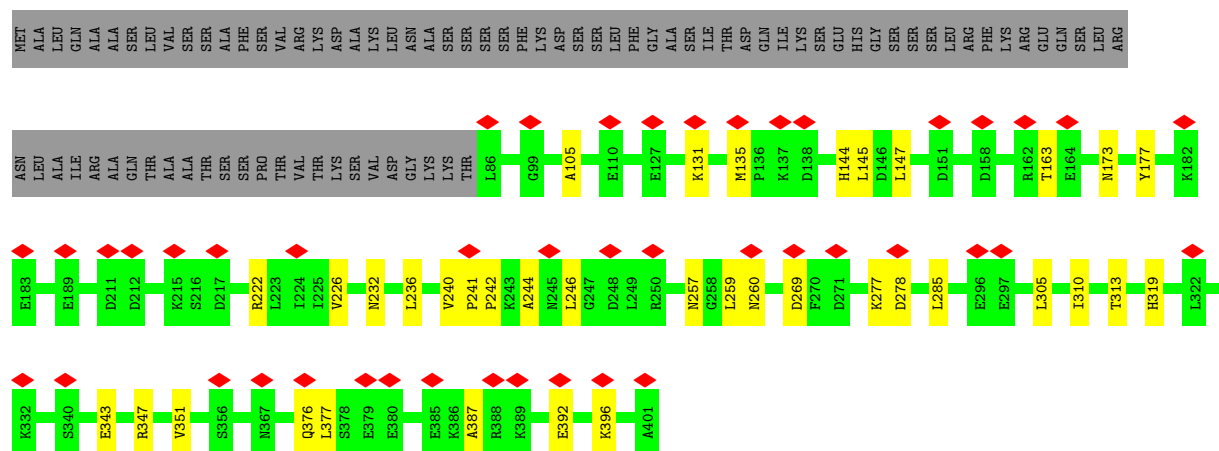 MET ALA LEU GLN ALA ALA SER LEU VAL SER SER ALA PHE SER VAL ARG LYS ASP ALA LYS LEU ASN ALA SER SER SER SER PHE LYS ASP SER SER LEU PHE GLY ALA SER ILE THR ASP GLN ILE LYS SER GLU HIS GLY SER SER SER LEU ARG PHE LYS ARG GLU GLN SER LEU ARG
ASN LEU ALA ILE ARG ALA GLN THR ALA ALA THR SER SER PRO THR VAL THR LYS SER VAL ASP GLY LYS LYS THR L86 G99 A105 E110 E127 K131 M135 P136 K137 D138 H144 L145 D146 L147 D151 D158 R162 T163 E164 N173 Y177 K182
E183 E189 D211 D212 K215 S216 D217 R222 L223 I224 I225 V226 N232 L236 V240 P241 P242 K243 A244 N245 L246 G247 D248 L249 R250 N257 G258 L259 N260 D269 F270 D271 K277 D278 L285 E296 E297 L305 I310 T313 H319 L322
K332 S340 E343 R347 V351 S356 N367 Q376 L377 S378 E379 E380 E385 K386 A387 R388 K389 E392 K396 A401